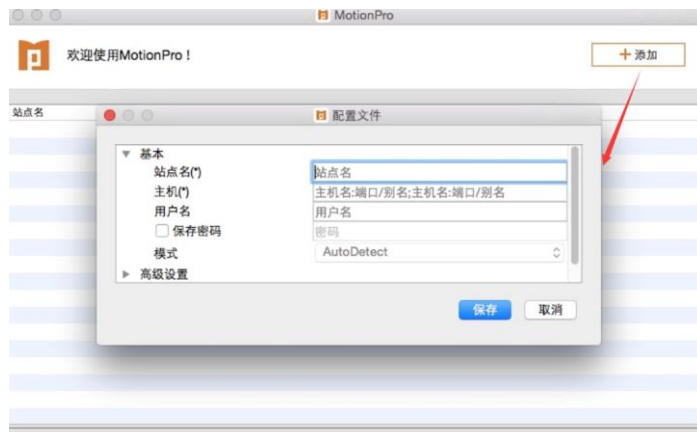 MotionPro
欢迎使用MotionPro！
＋添加
站点名
配置文件
基本
站点名(*) 站点名
主机(*) 主机名:端口/别名;主机名:端口/别名
用户名 用户名
保存密码 密码
模式 AutoDetect
高级设置
保存 取消